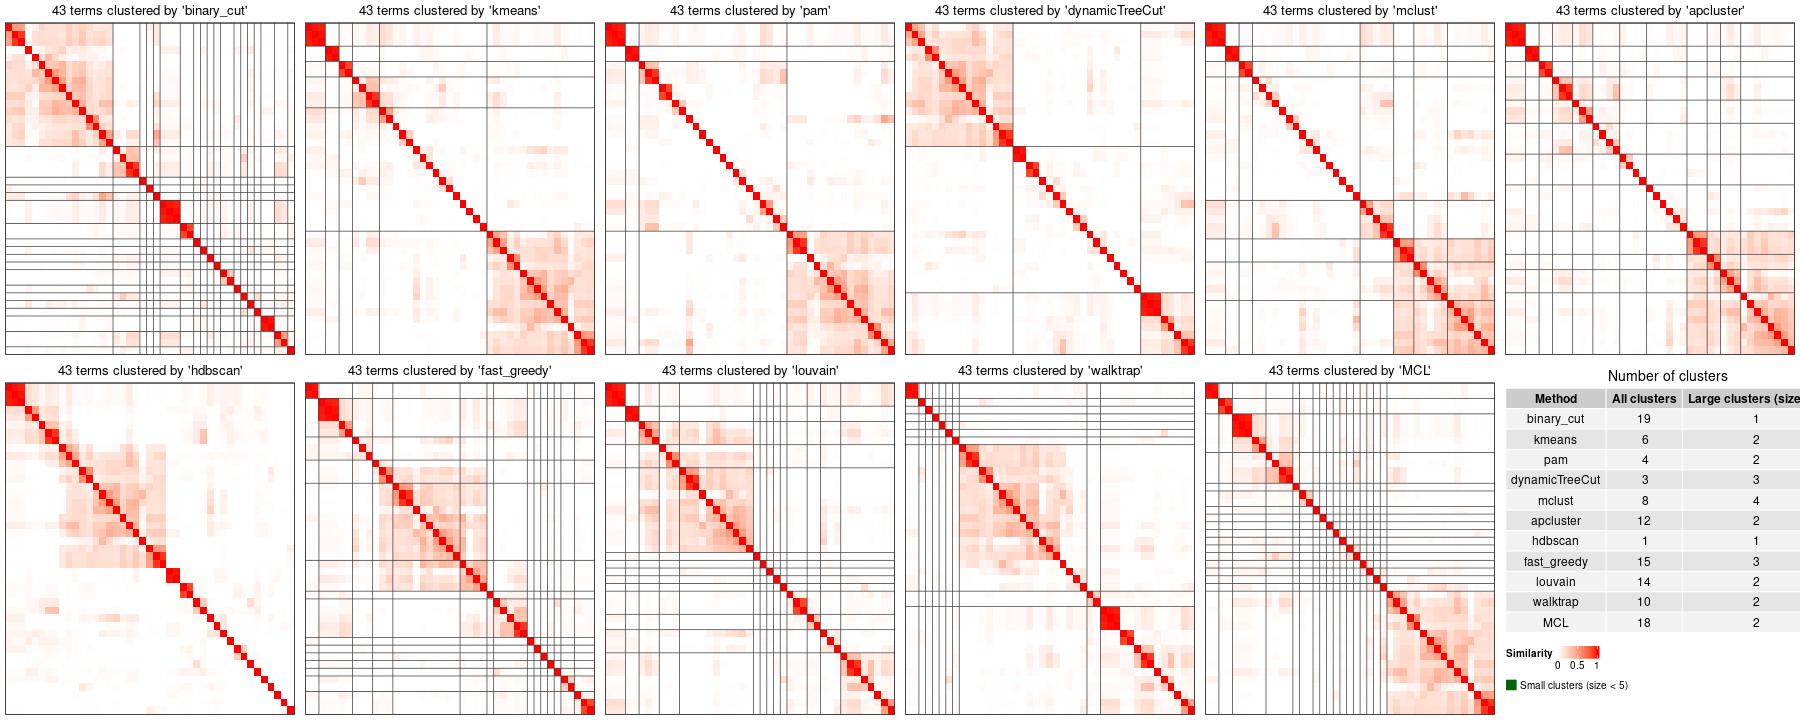 43 terms clustered by 'binary_cut'
43 terms clustered by 'kmeans'
43 terms clustered by 'pam'
43 terms clustered by 'dynamicTreeCut'
43 terms clustered by 'mclust'
43 terms clustered by 'apcluster'
43 terms clustered by 'hdbscan'
43 terms clustered by 'fast_greedy'
43 terms clustered by 'louvain'
43 terms clustered by 'walktrap'
43 terms clustered by 'MCL'
Number of clusters
Method All clusters Large clusters (size
binary_cut 19 1
kmeans 6 2
pam 4 2
dynamicTreeCut 3 3
mclust 8 4
apcluster 12 2
hdbscan 1 1
fast_greedy 15 3
louvain 14 2
walktrap 10 2
MCL 18 2
Similarity
0 0.5 1
Small clusters (size < 5)